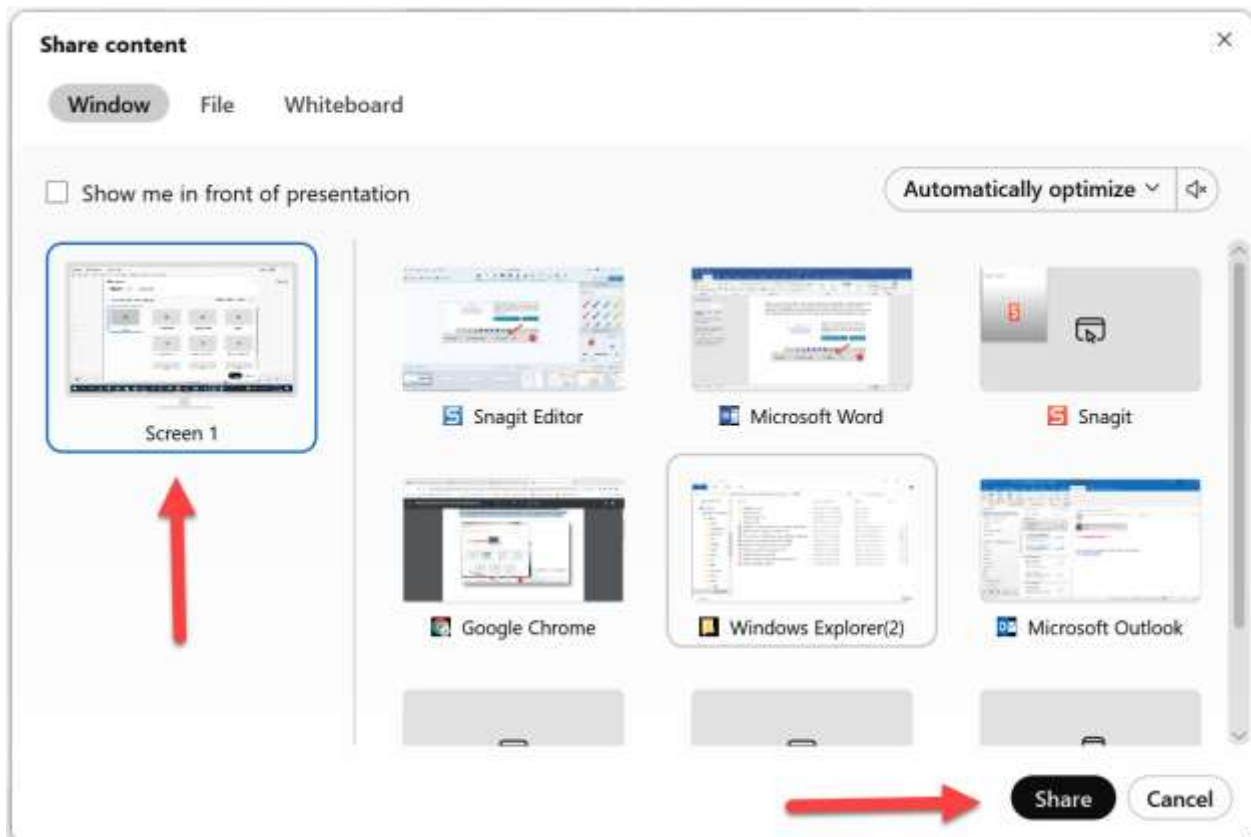 Share content
Window File Whiteboard
Show me in front of presentation
Automatically optimize
Screen 1
Snagit Editor
Microsoft Word
Snagit
Google Chrome
Windows Explorer(2)
Microsoft Outlook
Share Cancel